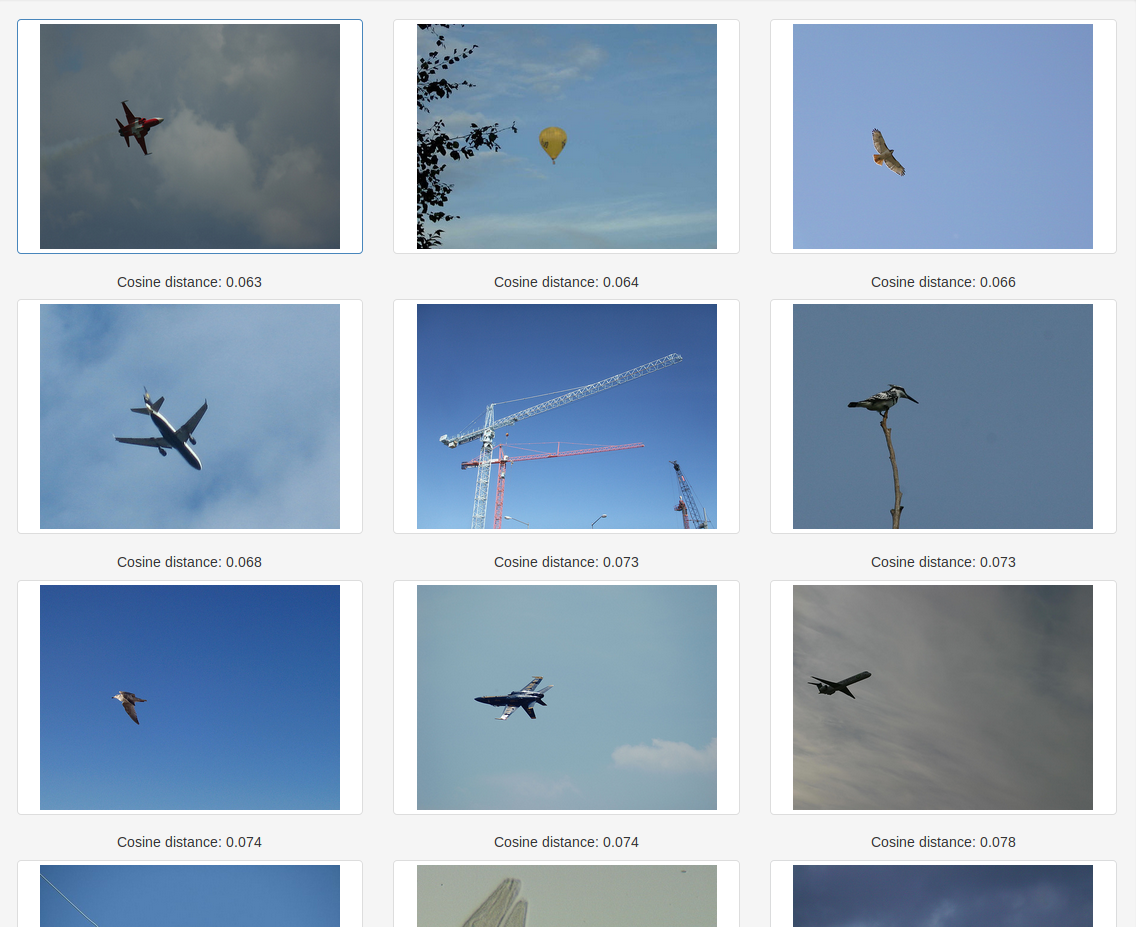 Cosine distance: 0.063
Cosine distance: 0.064
Cosine distance: 0.066
Cosine distance: 0.068
Cosine distance: 0.073
Cosine distance: 0.073
Cosine distance: 0.074
Cosine distance: 0.074
Cosine distance: 0.078